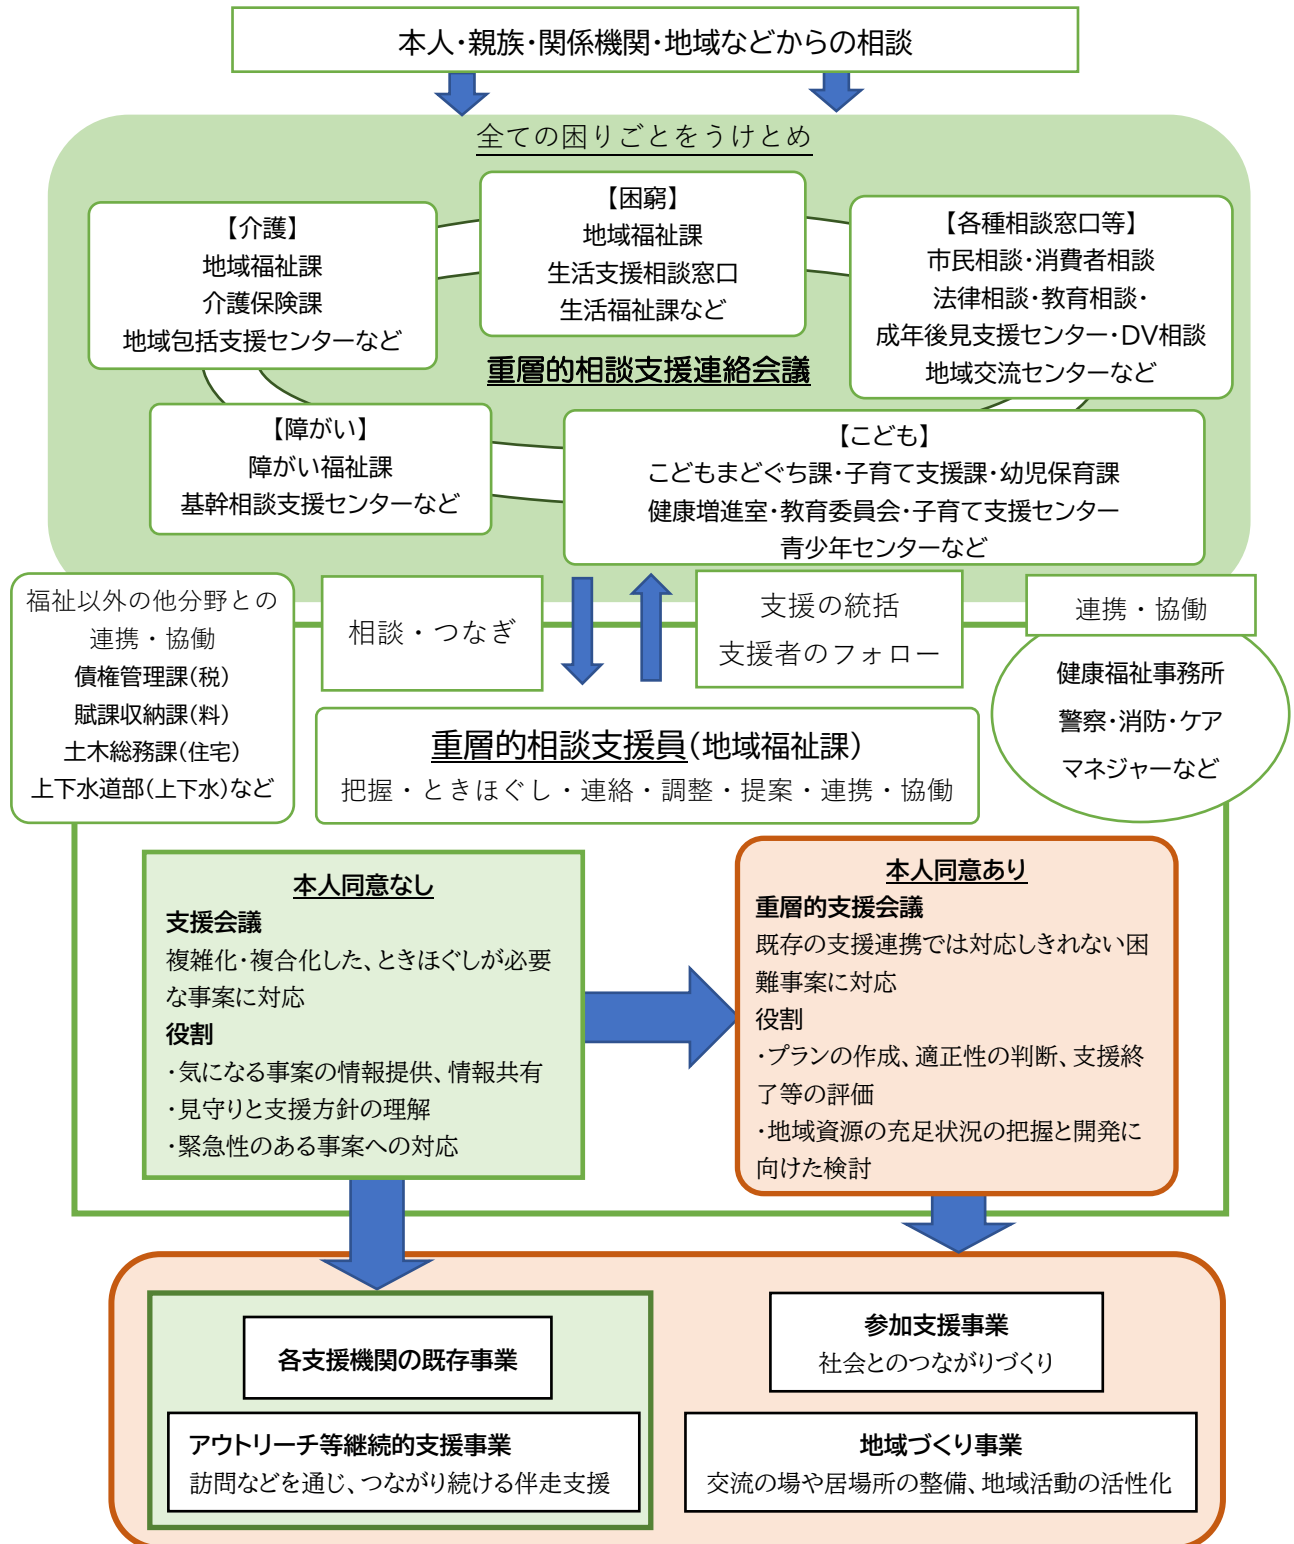 本人・親族・関係機関・地域などからの相談
全ての困りごとをうけとめ
【介護】
地域福祉課
介護保険課
地域包括支援センターなど
【困窮】
地域福祉課
生活支援相談窓口
生活福祉課など
【各種相談窓口等】
市民相談・消費者相談
法律相談・教育相談・
成年後見支援センター・DV相談
地域交流センターなど
重層的相談支援連絡会議
【障がい】
障がい福祉課
基幹相談支援センターなど
【こども】
こどもまどぐち課・子育て支援課・幼児保育課
健康増進室・教育委員会・子育て支援センター
青少年センターなど
福祉以外の他分野との
連携・協働
債権管理課(税)
賦課収納課(料)
土木総務課(住宅)
上下水道部(上下水)など
相談・つなぎ
支援の統括
支援者のフォロー
連携・協働
健康福祉事務所
警察・消防・ケア
マネジャーなど
重層的相談支援員(地域福祉課)
把握・ときほぐし・連絡・調整・提案・連携・協働
本人同意なし
支援会議
複雑化・複合化した、ときほぐしが必要
な事案に対応
役割
・気になる事案の情報提供、情報共有
・見守りと支援方針の理解
・緊急性のある事案への対応
本人同意あり
重層的支援会議
既存の支援連携では対応しきれない困
難事案に対応
役割
・プランの作成、適正性の判断、支援終
了等の評価
・地域資源の充足状況の把握と開発に
向けた検討
各支援機関の既存事業
アウトリーチ等継続的支援事業
訪問などを通じ、つながり続ける伴走支援
参加支援事業
社会とのつながりづくり
地域づくり事業
交流の場や居場所の整備、地域活動の活性化